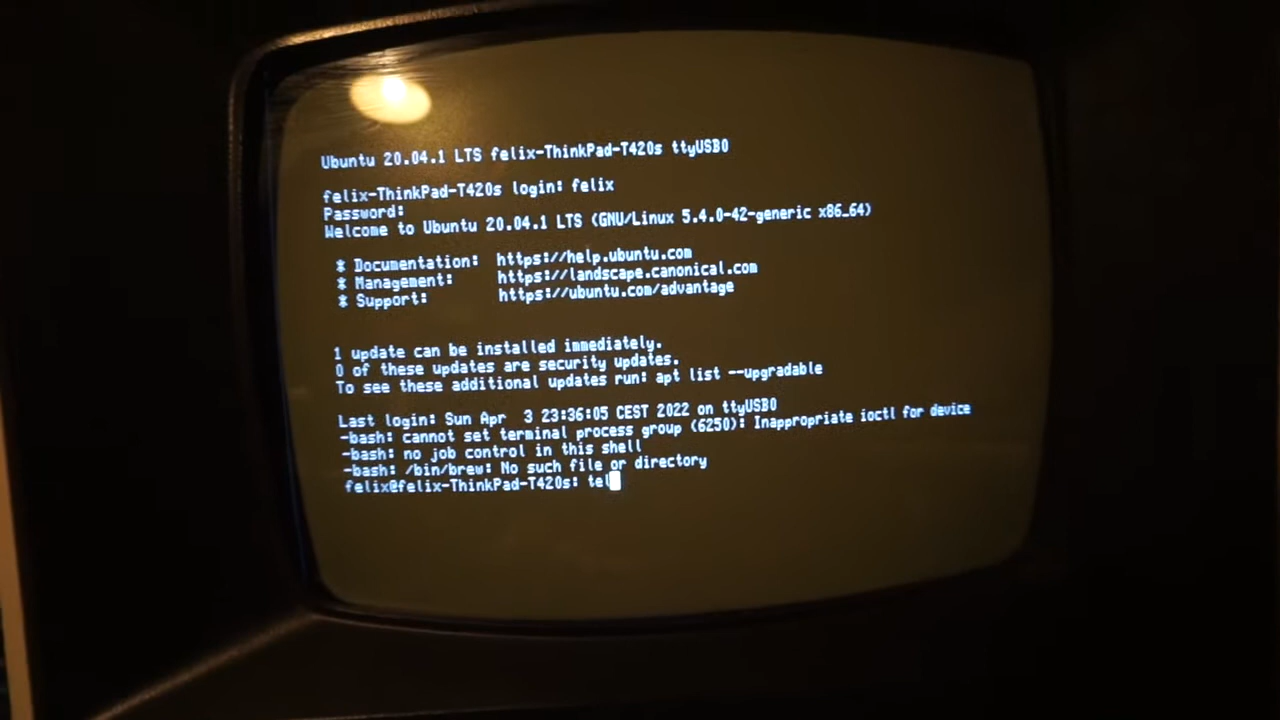 Ubuntu 20.04.1 LTS felix-ThinkPad-T420s ttyUSB0
felix-ThinkPad-T420s login: felix
Password:
Welcome to Ubuntu 20.04.1 LTS (GNU/Linux 5.4.0-42-generic x86_64)
* Documentation: https://help.ubuntu.com
* Management: https://landscape.canonical.com
* Support: https://ubuntu.com/advantage
1 update can be installed immediately.
0 of these updates are security updates.
To see these additional updates run: apt list --upgradable
Last login: Sun Apr 3 23:36:05 CEST 2022 on ttyUSB0
-bash: cannot set terminal process group (6250): Inappropriate ioctl for device
-bash: no job control in this shell
-bash: /bin/brew: No such file or directory
felix@felix-ThinkPad-T420s: tel